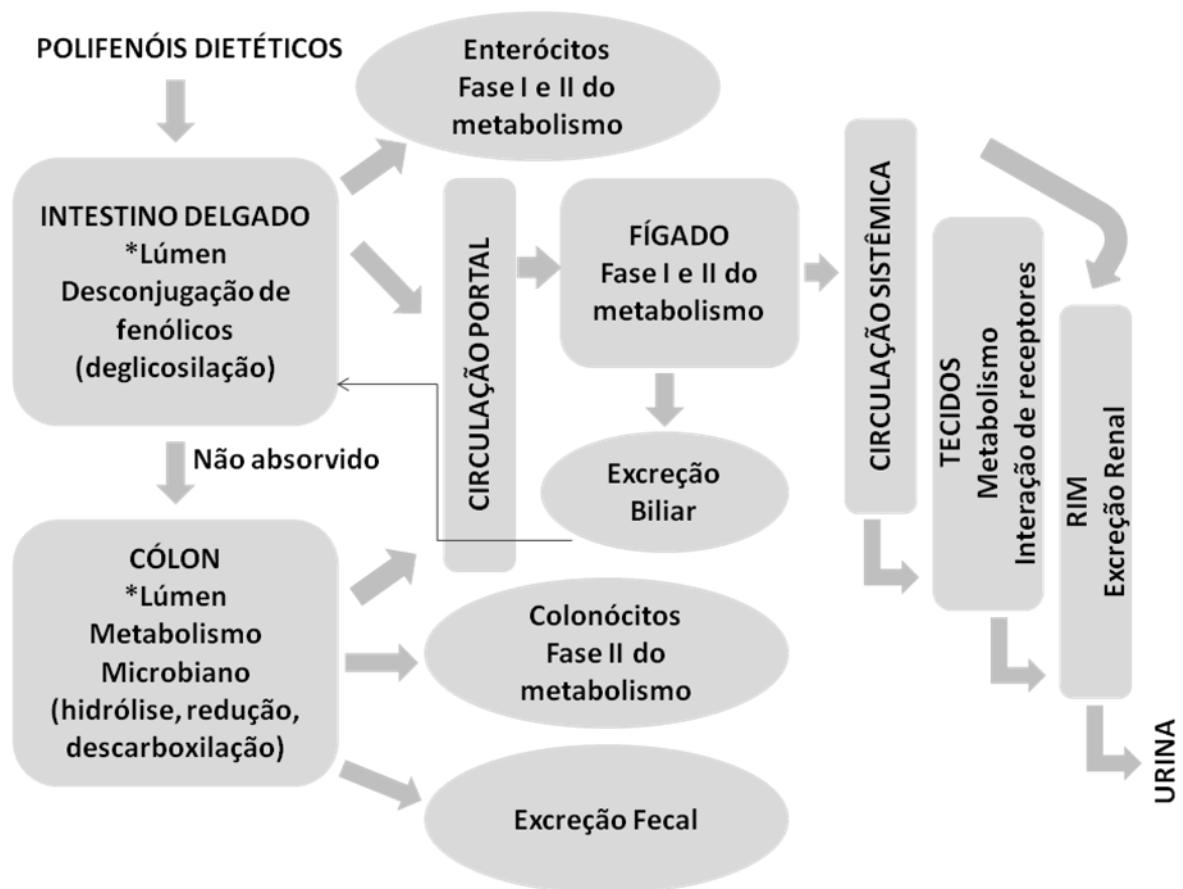 POLIFENÓIS DIETÉTICOS
Enterócitos
Fase I e II do
metabolismo
INTESTINO DELGADO
*Lúmen
Desconjugação de
fenólicos
(deglicosilação)
CIRCULAÇÃO PORTAL
FÍGADO
Fase I e II do
metabolismo
CIRCULAÇÃO SISTÊMICA
TECIDOS
Metabolismo
Interação de receptores
RIM
Excreção Renal
Não absorvido
Excreção
Biliar
CÓLON
*Lúmen
Metabolismo
Microbiano
(hidrólise, redução,
descarboxilação)
Colonócitos
Fase II do
metabolismo
Excreção Fecal
URINA